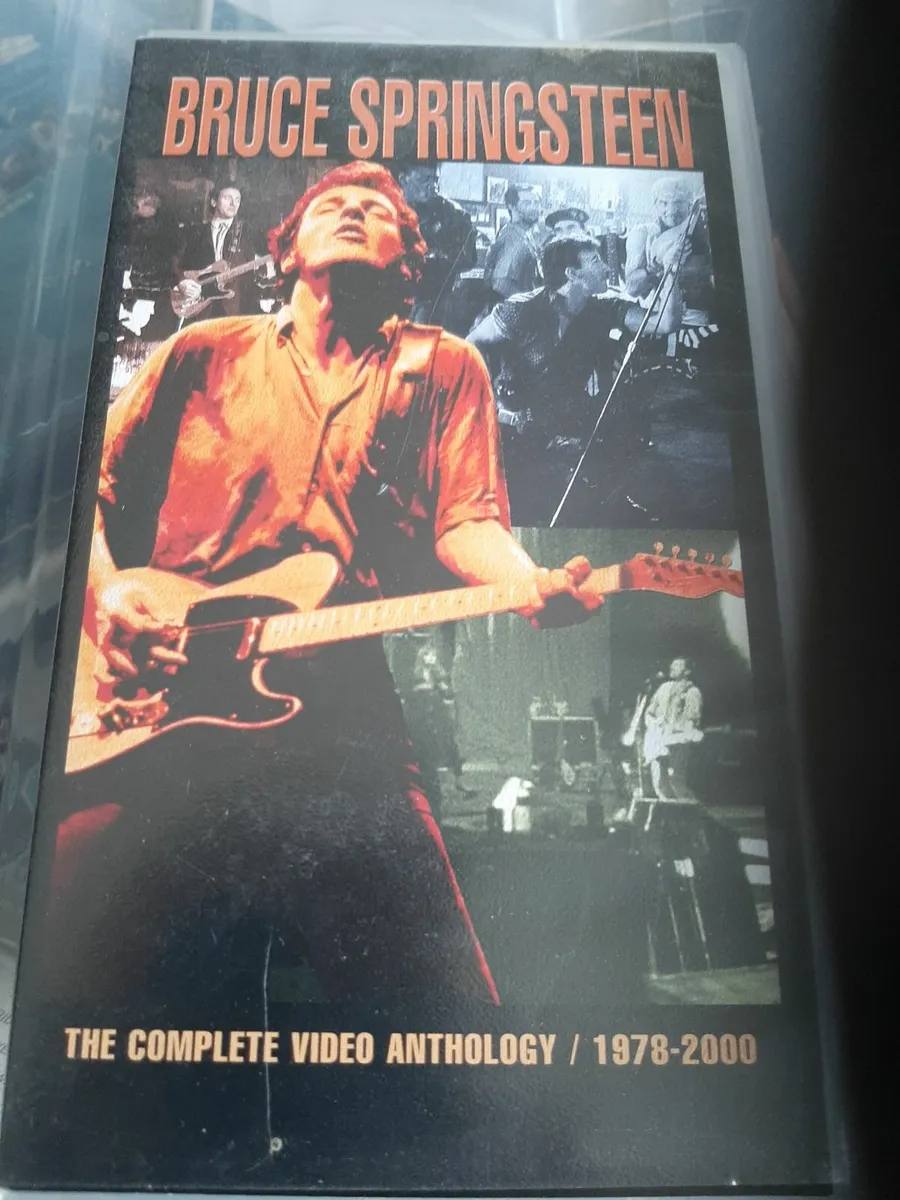 BRUCE SPRINGSTEEN
THE COMPLETE VIDEO ANTHOLOGY / 1978-2000